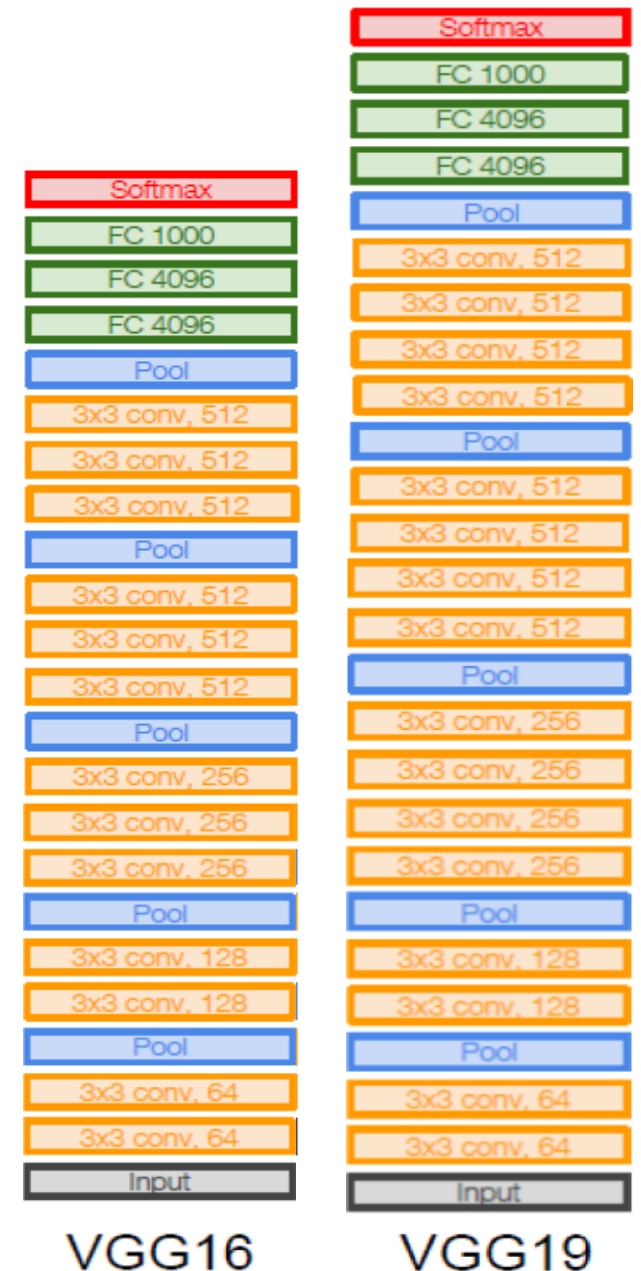 Softmax
FC 1000
FC 4096
FC 4096
Pool
3x3 conv, 512
3x3 conv, 512
3x3 conv, 512
Pool
3x3 conv, 512
3x3 conv, 512
3x3 conv, 512
Pool
3x3 conv, 256
3x3 conv, 256
3x3 conv, 256
Pool
3x3 conv, 128
3x3 conv, 128
Pool
3x3 conv, 64
3x3 conv, 64
Input
VGG16
Softmax
FC 1000
FC 4096
FC 4096
Pool
3x3 conv, 512
3x3 conv, 512
3x3 conv, 512
3x3 conv, 512
Pool
3x3 conv, 512
3x3 conv, 512
3x3 conv, 512
3x3 conv, 512
Pool
3x3 conv, 256
3x3 conv, 256
3x3 conv, 256
3x3 conv, 256
Pool
3x3 conv, 128
3x3 conv, 128
Pool
3x3 conv, 64
3x3 conv, 64
Input
VGG19